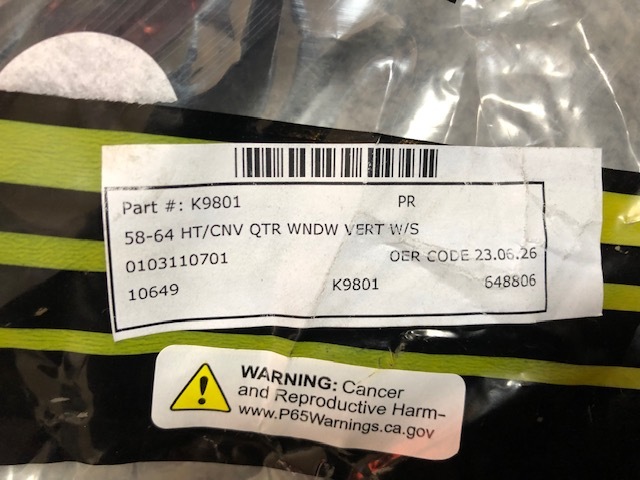 Part #: K9801 PR
58-64 HT/CNV QTR WNDW VERT W/S
0103110701 OER CODE 23.06.26
10649 K9801 648806
WARNING: Cancer
and Reproductive Harm-
www.P65Warnings.ca.gov